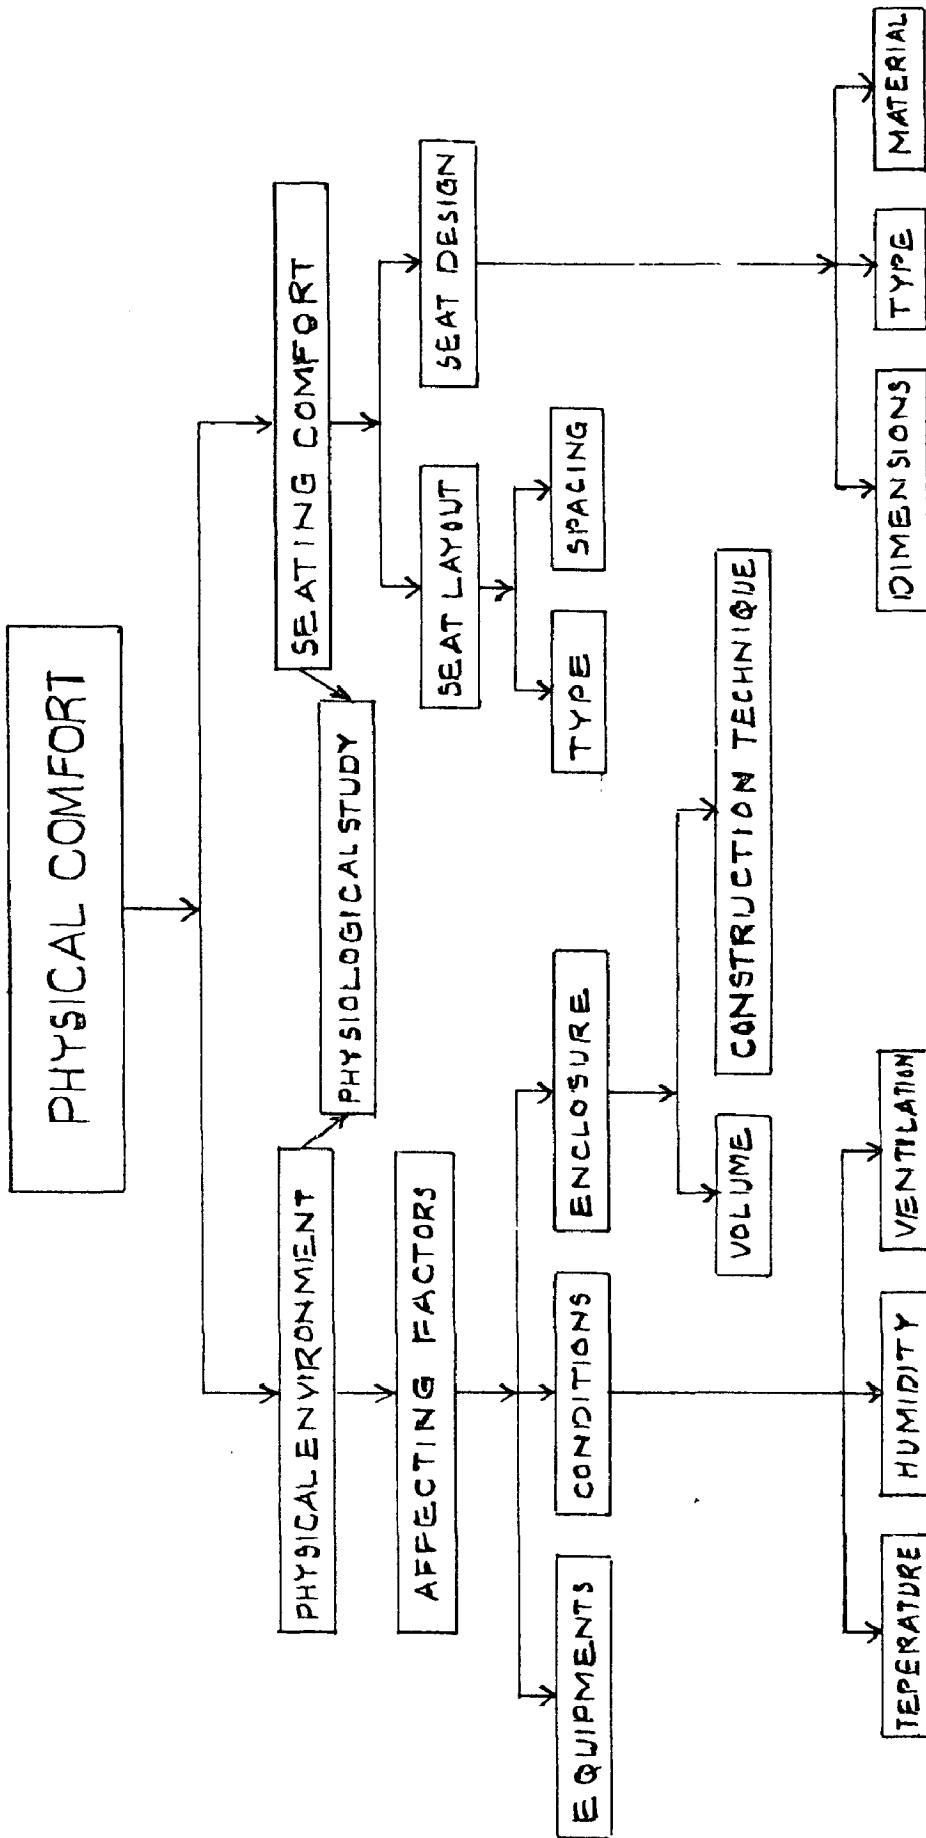 PHYSICAL COMFORT
PHYSICAL ENVIRONMENT
SEATING COMFORT
PHYSIOLOGICAL STUDY
AFFECTING FACTORS
SEAT LAYOUT
SEAT DESIGN
EQUIPMENTS
CONDITIONS
ENCLOSURE
TYPE
SPACING
VOLUME
CONSTRUCTION TECHNIQUE
TEPERATURE
HUMIDITY
VENTILATION
DIMENSIONS
TYPE
MATERIAL